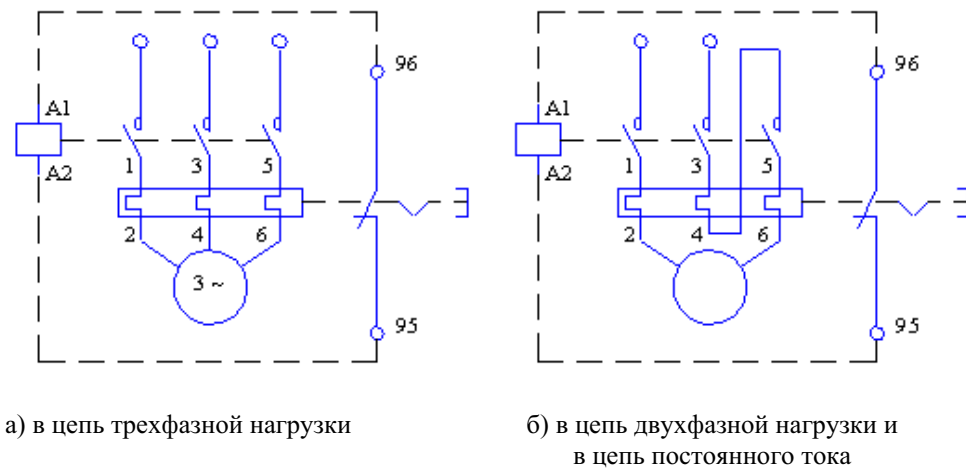 96
A1
A2
1
3
5
2
4
6
3 ~
95
96
A1
A2
1
3
5
2
4
6
95
а) в цепь трехфазной нагрузки
б) в цепь двухфазной нагрузки и
в цепь постоянного тока